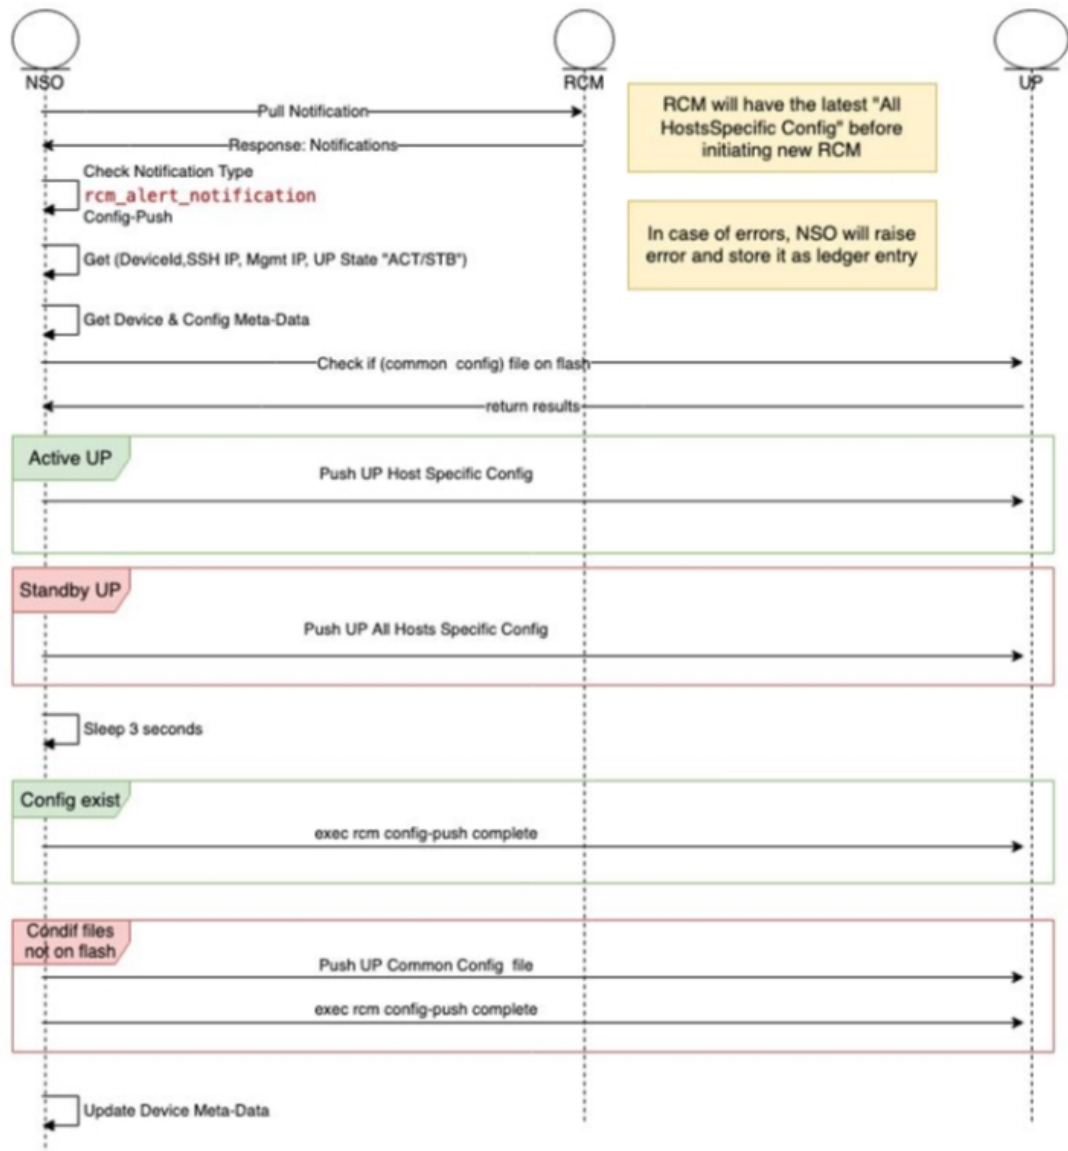 NSO
RCM
UP
Pull Notification
RCM will have the latest "All
HostsSpecific Config" before
initiating new RCM
Response: Notifications
Check Notification Type
rcm_alert_notification
Config-Push
In case of errors, NSO will raise
error and store it as ledger entry
Get (DeviceId,SSH IP, Mgmt IP, UP State "ACT/STB")
Get Device & Config Meta-Data
Check if (common config) file on flash
return results
Active UP
Push UP Host Specific Config
Standby UP
Push UP All Hosts Specific Config
Sleep 3 seconds
Config exist
exec rcm config-push complete
Condif files
not on flash
Push UP Common Config file
exec rcm config-push complete
Update Device Meta-Data